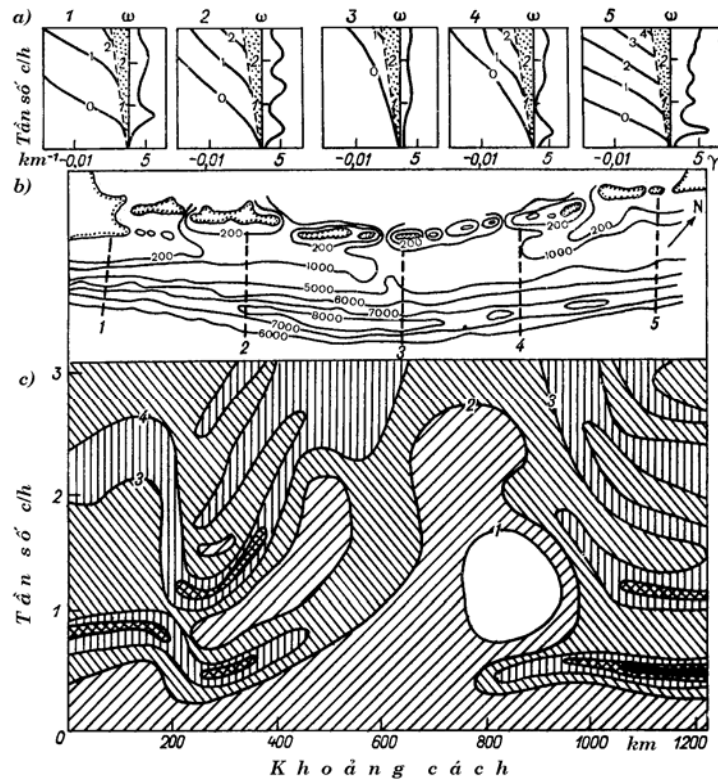 a) 1 ω 2 ω 3 ω 4 ω 5 ω
Tần số c/h
2 2 2 2 1 2 2 2 4 2
1 1 3
1 0 1 2
0 1 0 1 0 1 0 1 1 1
0
km⁻¹ -0,01 5 -0,01 5 -0,01 5 -0,01 5 -0,01 5 γ
b)
N
200 200 200
200 200 200
1000 1000
5000
6000
7000 8000 7000
6000
1 2 3 4 5
c)
3
4 2 3
3
2
1
1
Tần số c/h
0 200 400 600 800 1000 km 1200
Khoảng cách